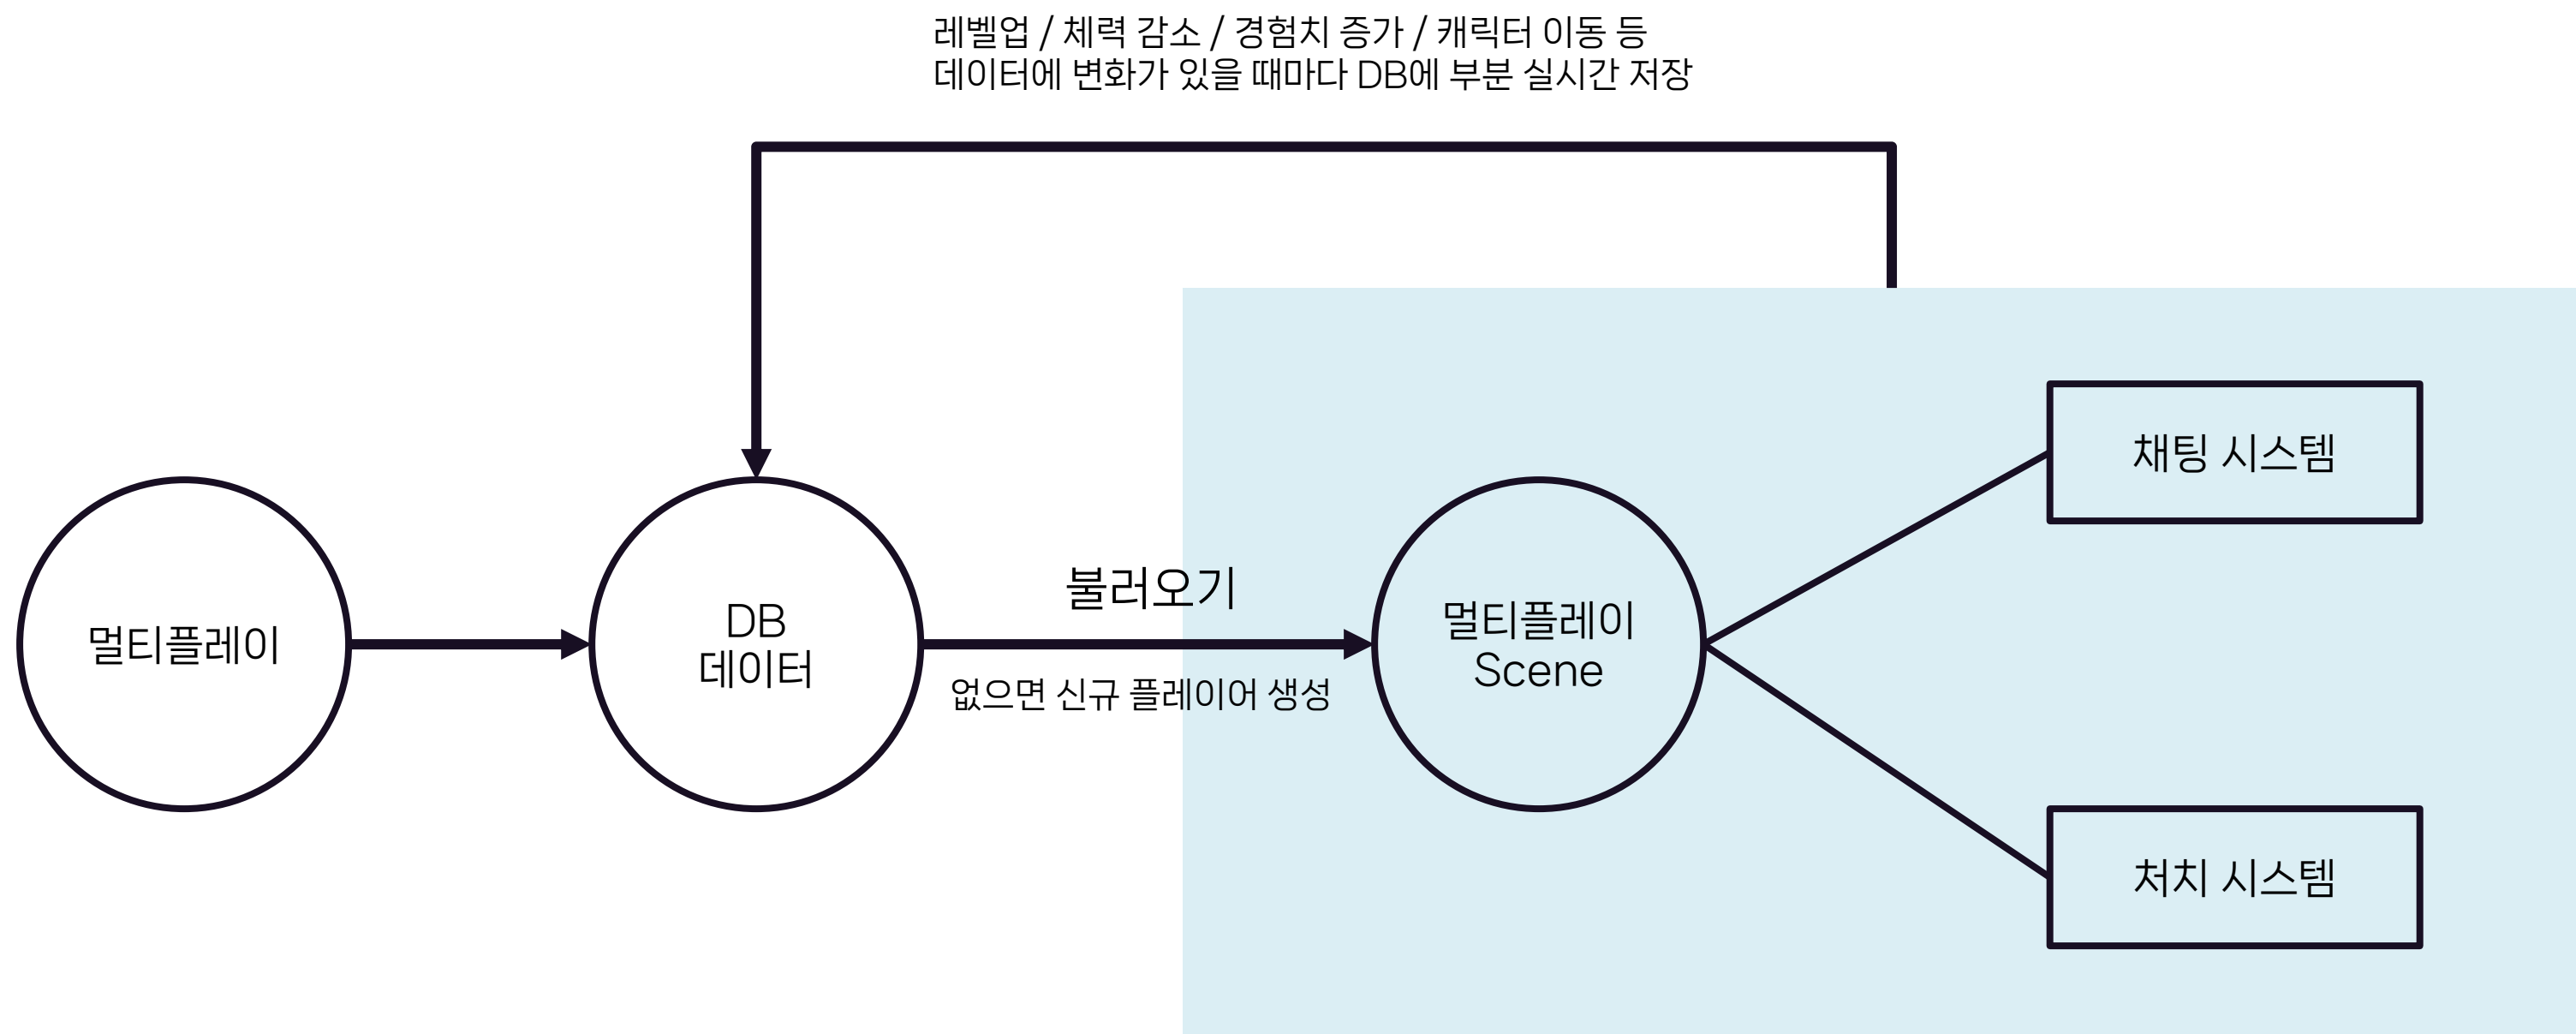 레벨업 / 체력 감소 / 경험치 증가 / 캐릭터 이동 등
데이터에 변화가 있을 때마다 DB에 부분 실시간 저장
멀티플레이
DB
데이터
불러오기
없으면 신규 플레이어 생성
멀티플레이
Scene
채팅 시스템
처치 시스템